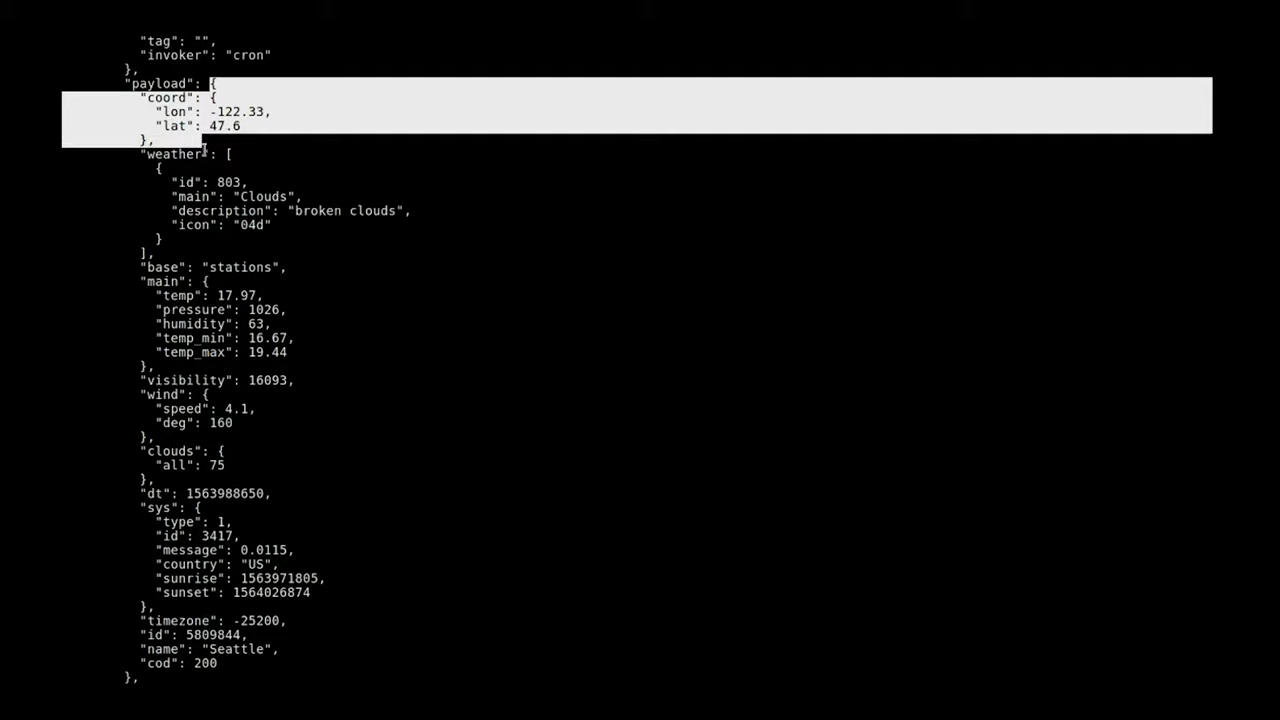 "tag": "",
"invoker": "cron"
},
"payload": {
"coord": {
"lon": -122.33,
"lat": 47.6
},
"weather": [
{
"id": 803,
"main": "Clouds",
"description": "broken clouds",
"icon": "04d"
}
],
"base": "stations",
"main": {
"temp": 17.97,
"pressure": 1026,
"humidity": 63,
"temp_min": 16.67,
"temp_max": 19.44
},
"visibility": 16093,
"wind": {
"speed": 4.1,
"deg": 160
},
"clouds": {
"all": 75
},
"dt": 1563988650,
"sys": {
"type": 1,
"id": 3417,
"message": 0.0115,
"country": "US",
"sunrise": 1563971805,
"sunset": 1564026874
},
"timezone": -25200,
"id": 5809844,
"name": "Seattle",
"cod": 200
},